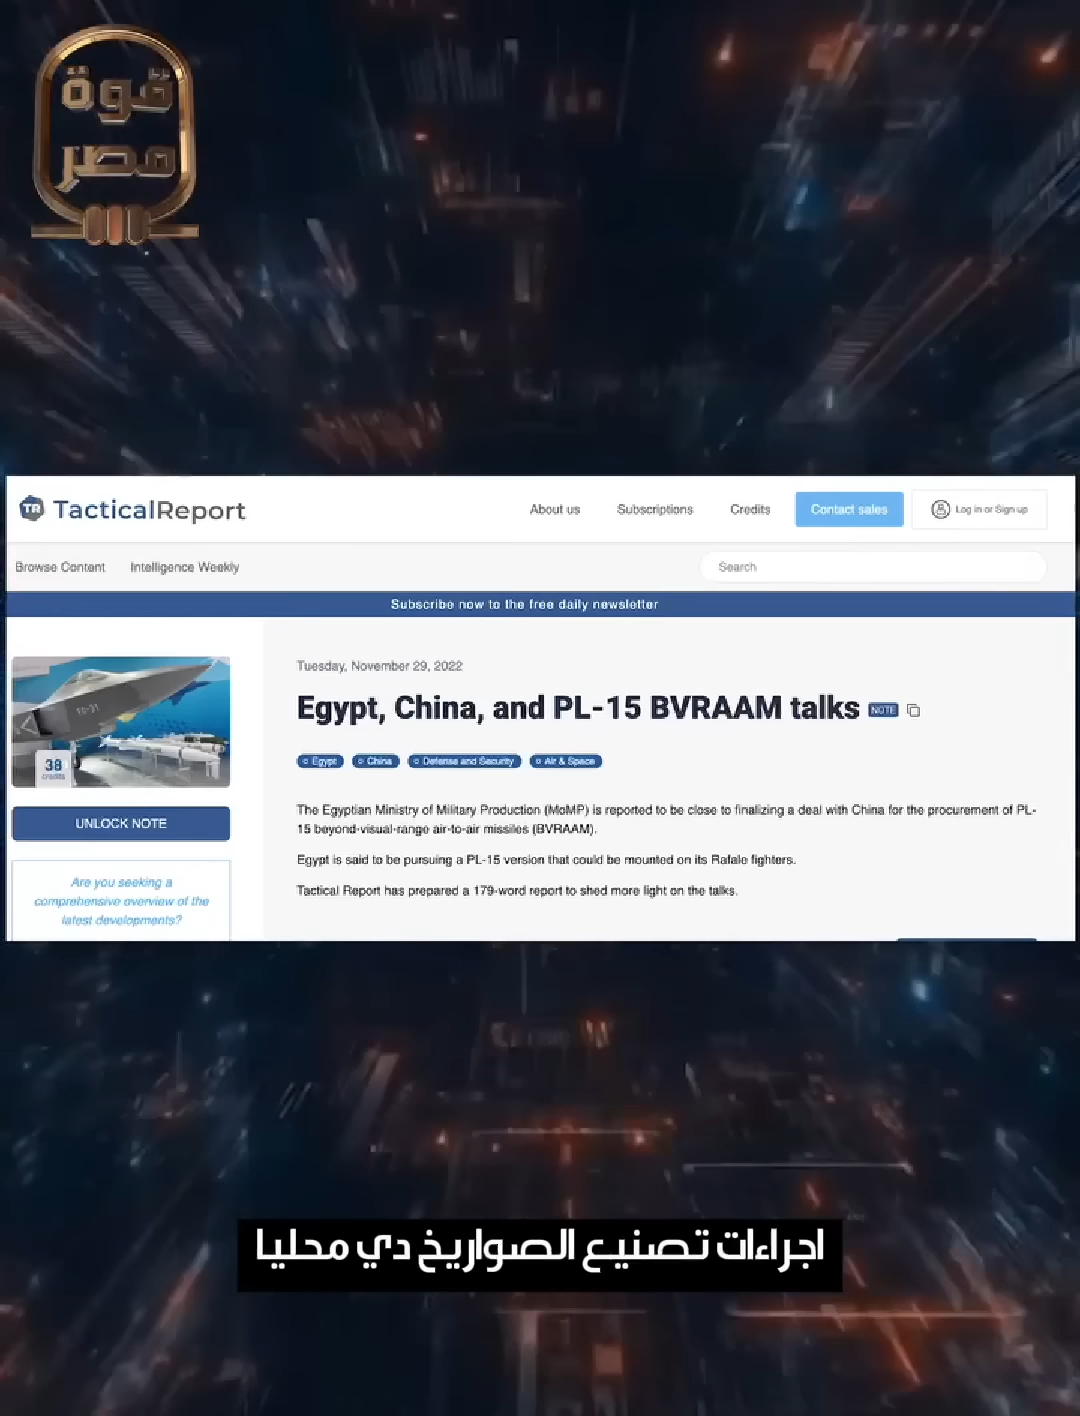 قوة
مصر
TR TacticalReport
About us
Subscriptions
Credits
Contact sales
Log in or Sign up
Browse Content
Intelligence Weekly
Search
Subscribe now to the free daily newsletter
38
credits
UNLOCK NOTE
Are you seeking a
comprehensive overview of the
latest developments?
Tuesday, November 29, 2022
Egypt, China, and PL-15 BVRAAM talks NOTE
Egypt
China
Defense and Security
Air & Space
The Egyptian Ministry of Military Production (MoMP) is reported to be close to finalizing a deal with China for the procurement of PL-
15 beyond-visual-range air-to-air missiles (BVRAAM).
Egypt is said to be pursuing a PL-15 version that could be mounted on its Rafale fighters.
Tactical Report has prepared a 179-word report to shed more light on the talks.
اجراءات تصنيع الصواريخ دي محليا